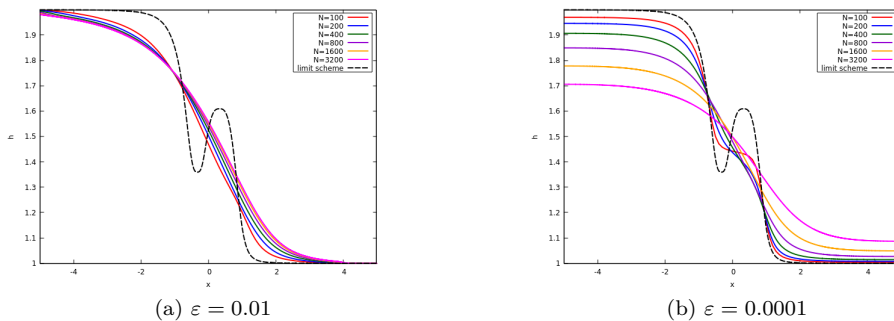 2
1.9
1.8
1.7
1.6
1.5
1.4
1.3
1.2
1.1
1
h
-4
-2
0
2
4
x
N=100
N=200
N=400
N=800
N=1600
N=3200
limit scheme
(a) ε = 0.01
2
1.9
1.8
1.7
1.6
1.5
1.4
1.3
1.2
1.1
1
h
-4
-2
0
2
4
x
N=100
N=200
N=400
N=800
N=1600
N=3200
limit scheme
(b) ε = 0.0001